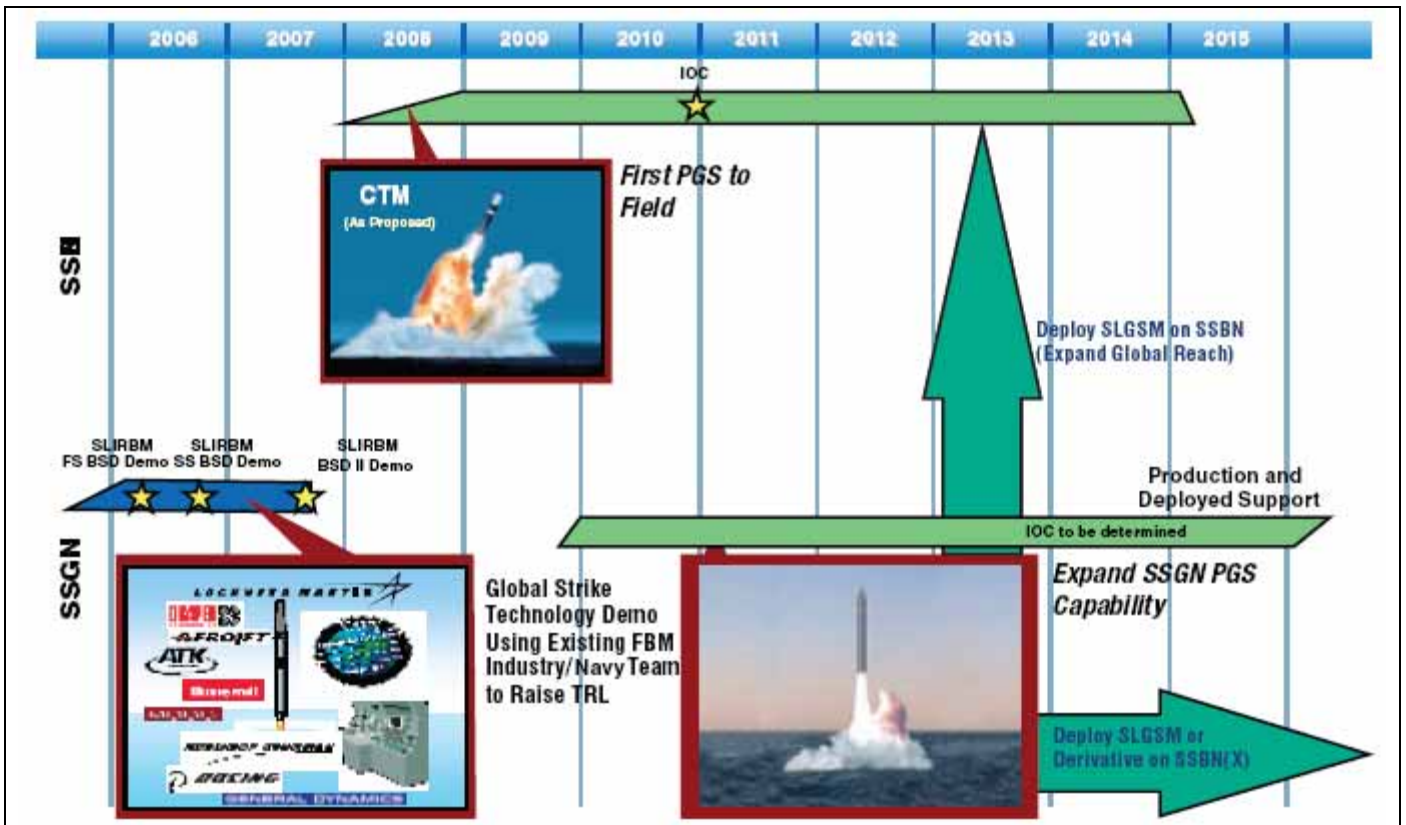 2006 2007 2008 2009 2010 2011 2012 2013 2014 2015
IOC
CTM
(As Proposed)
First PGS to
Field
Deploy SLGSM on SSBN
(Expand Global Reach)
SLIRBM
FS BSD Demo
SLIRBM
SS BSD Demo
SLIRBM
BSD II Demo
Production and
Deployed Support
IOC to be determined
SSGN
LOCKHEED MARTIN
AEROJET
ATK
Honeywell
BOEING
GENERAL DYNAMICS
Global Strike
Technology Demo
Using Existing FBM
Industry/Navy Team
to Raise TRL
Expand SSGN PGS
Capability
Deploy SLGSM or
Derivative on SSBN(X)